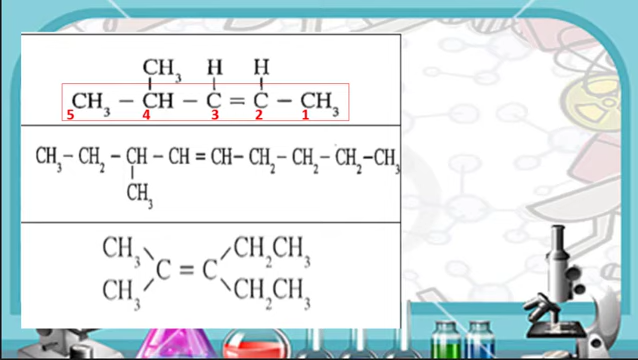 CH₃ H H
CH₃ – CH – C = C – CH₃
5 4 3 2 1
CH₃– CH₂ – CH – CH = CH– CH₂ – CH₂ – CH₂ –CH₃
CH₃
CH₃ CH₂CH₃
C = C
CH₃ CH₂CH₃